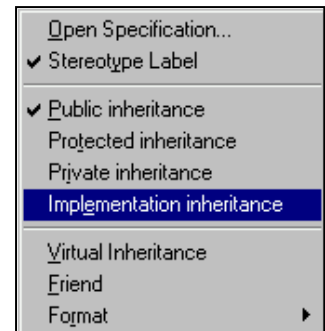 Open Specification...
Stereotype Label
Public inheritance
Protected inheritance
Private inheritance
Implementation inheritance
Virtual Inheritance
Friend
Format